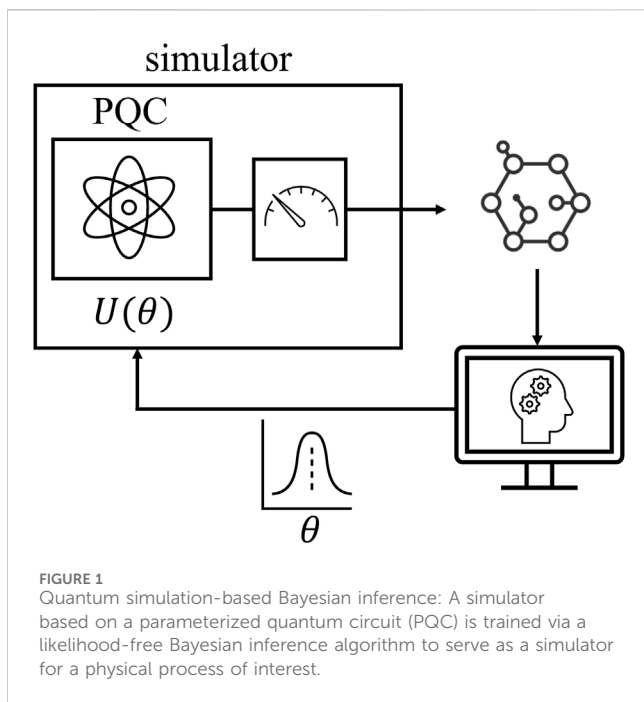 simulator
PQC
U(θ)
θ
FIGURE 1
Quantum simulation-based Bayesian inference: A simulator
based on a parameterized quantum circuit (PQC) is trained via a
likelihood-free Bayesian inference algorithm to serve as a simulator
for a physical process of interest.